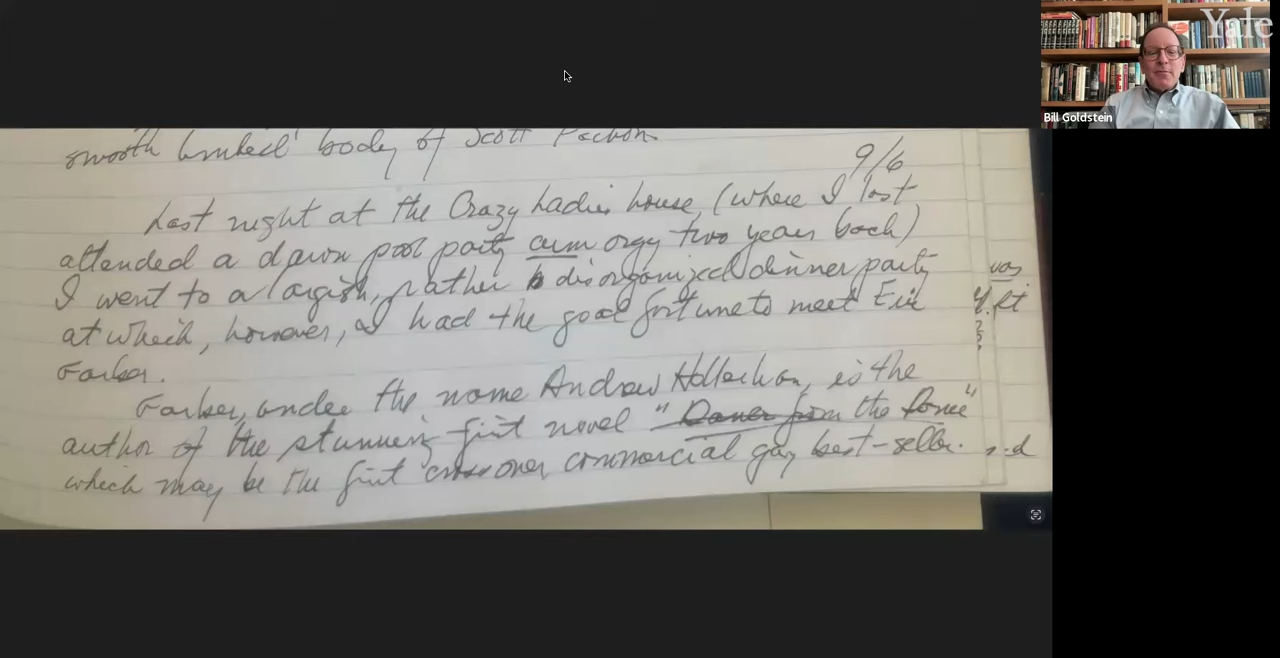 smooth limbed body of Scott
9/6
Last night at the Crazy Ladies house, (where I last
attended a dawn pool party cum orgy two years back)
I went to a largish, rather disorganized dinner party
at which, however, I had the good fortune to meet Eric
Garber.
Garber, under the name Andrew Holleran, is the
author of the stunning first novel "Dancer from the Dance"
which may be the first crossover commercial gay best-seller.
Yale
Bill Goldstein